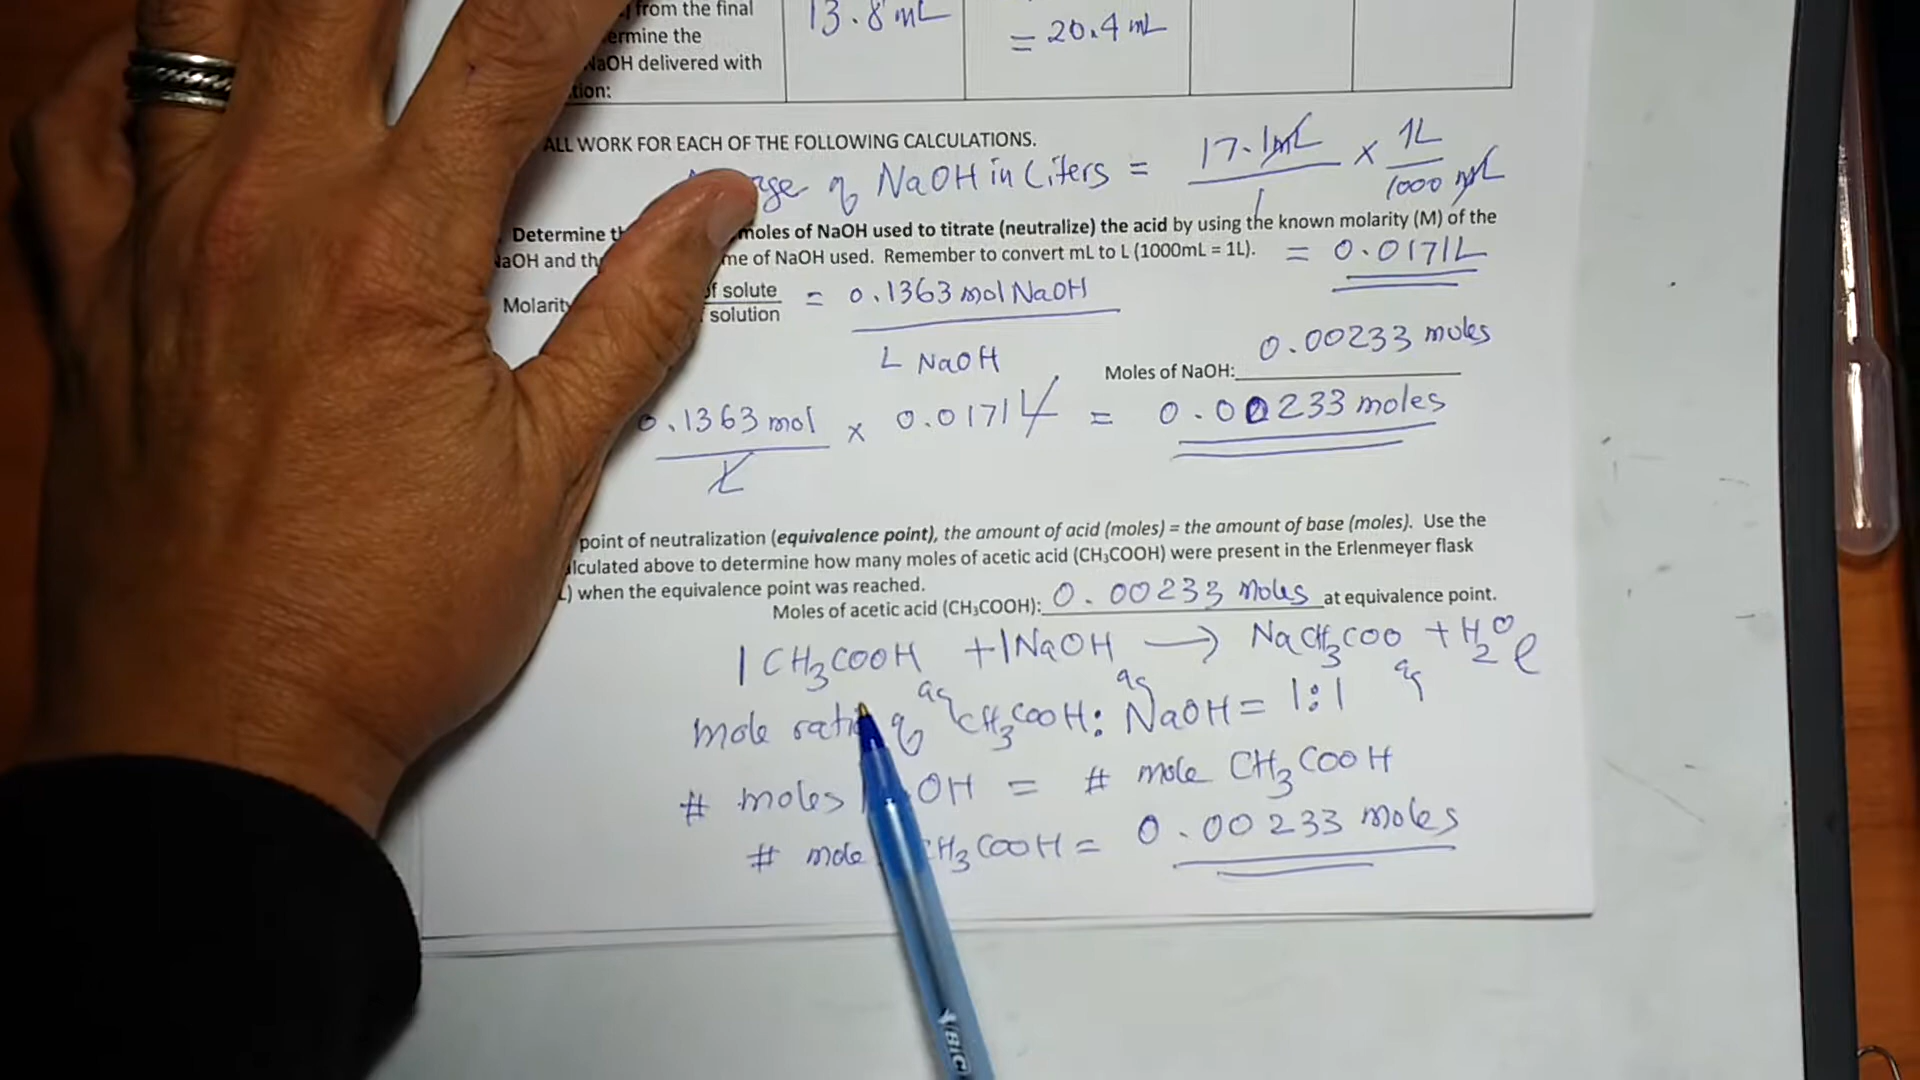 from the final
ermine the
NaOH delivered with
tion:
13.8 mL
= 20.4 mL
ALL WORK FOR EACH OF THE FOLLOWING CALCULATIONS.
NaOH in Liters = 17.1mL / 1 x 1L / 1000 mL
Determine moles of NaOH used to titrate (neutralize) the acid by using the known molarity (M) of the
NaOH and me of NaOH used. Remember to convert mL to L (1000mL = 1L).
= 0.0171L
Molarity of solute / solution = 0.1363 mol NaOH / L NaOH
0.00233 moles
Moles of NaOH:
0.1363 mol / L x 0.0171 L = 0.00233 moles
point of neutralization (equivalence point), the amount of acid (moles) = the amount of base (moles). Use the
alculated above to determine how many moles of acetic acid (CH₃COOH) were present in the Erlenmeyer flask
L) when the equivalence point was reached.
Moles of acetic acid (CH₃COOH): 0.00233 moles at equivalence point.
1 CH₃COOH aq + 1NaOH aq → NaCH₃COO aq + H₂O l
mole ratio of CH₃COOH : NaOH = 1:1
# moles OH = # mole CH₃COOH
# mole CH₃COOH = 0.00233 moles
BIC